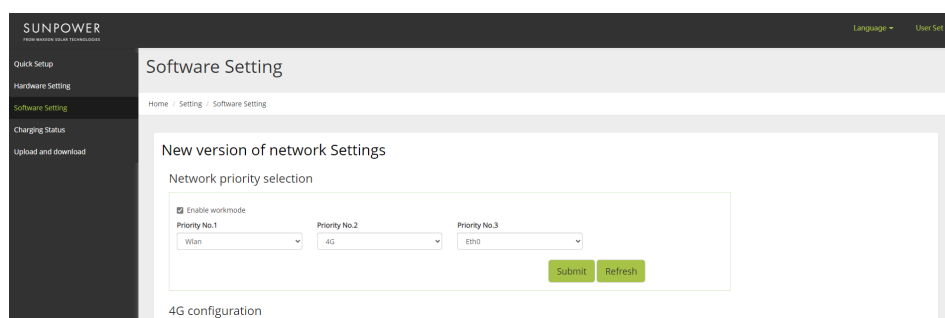 SUNPOWER
FROM MAXEON SOLAR TECHNOLOGIES
Language
User Set
Quick Setup
Hardware Setting
Software Setting
Charging Status
Upload and download
Software Setting
Home / Setting / Software Setting
New version of network Settings
Network priority selection
Enable workmode
Priority No.1 Priority No.2 Priority No.3
Wlan 4G Eth0
Submit Refresh
4G configuration